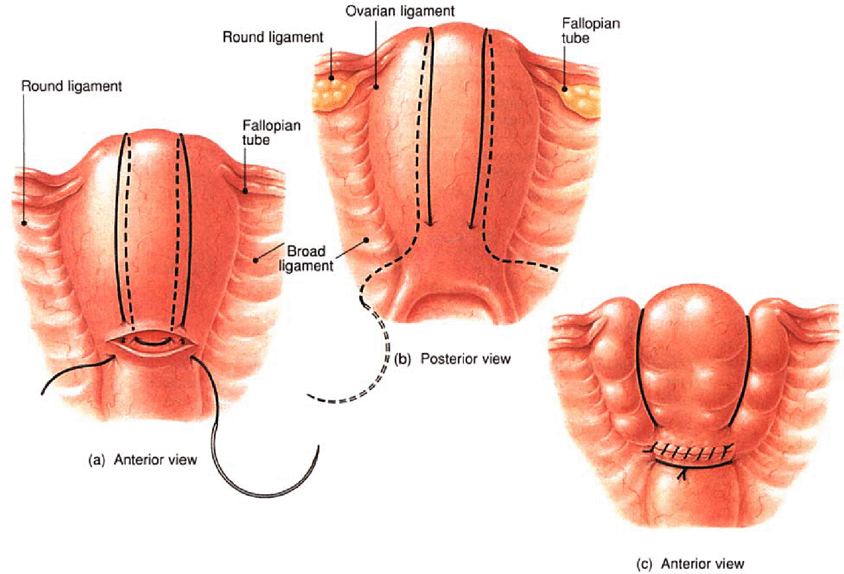 Round ligament
Fallopian
tube
Broad
ligament
(a) Anterior view
Ovarian ligament
Round ligament
Fallopian
tube
(b) Posterior view
(c) Anterior view